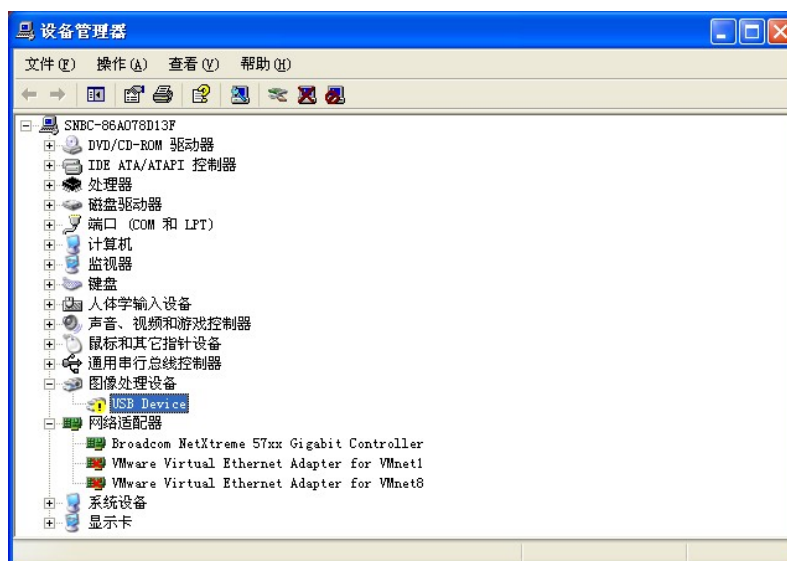 设备管理器
文件(F) 操作(A) 查看(V) 帮助(H)
SNBC-86A078D13F
DVD/CD-ROM 驱动器
IDE ATA/ATAPI 控制器
处理器
磁盘驱动器
端口 (COM 和 LPT)
计算机
监视器
键盘
人体学输入设备
声音、视频和游戏控制器
鼠标和其它指针设备
通用串行总线控制器
图像处理设备
USB Device
网络适配器
Broadcom NetXtreme 57xx Gigabit Controller
VMware Virtual Ethernet Adapter for VMnet1
VMware Virtual Ethernet Adapter for VMnet8
系统设备
显示卡